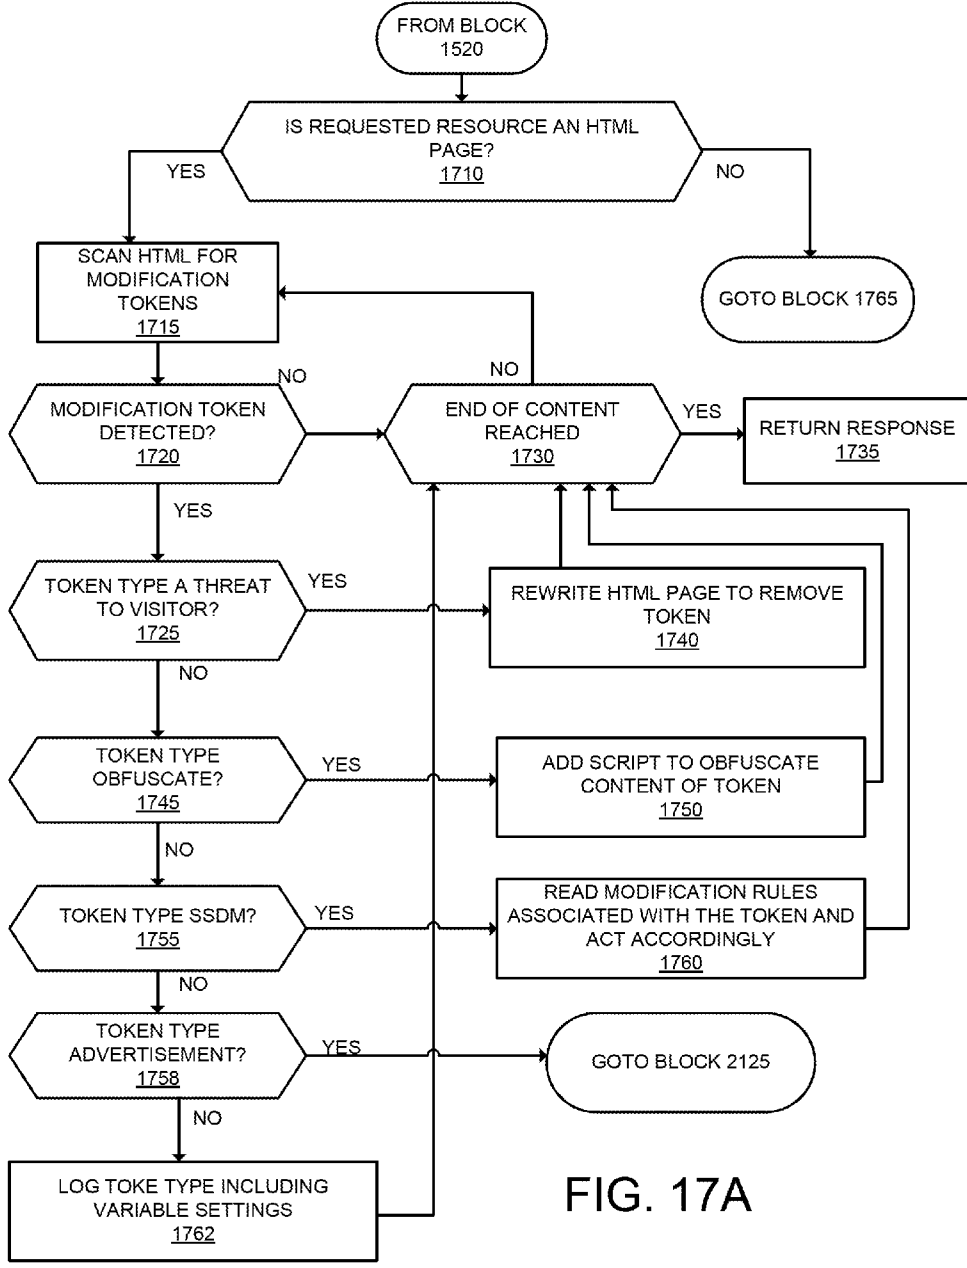 FROM BLOCK
1520
IS REQUESTED RESOURCE AN HTML
PAGE?
1710
YES
NO
SCAN HTML FOR
MODIFICATION
TOKENS
1715
GOTO BLOCK 1765
NO
NO
MODIFICATION TOKEN
DETECTED?
1720
END OF CONTENT
REACHED
1730
YES
RETURN RESPONSE
1735
YES
TOKEN TYPE A THREAT
TO VISITOR?
1725
YES
REWRITE HTML PAGE TO REMOVE
TOKEN
1740
NO
TOKEN TYPE
OBFUSCATE?
1745
YES
ADD SCRIPT TO OBFUSCATE
CONTENT OF TOKEN
1750
NO
TOKEN TYPE SSDM?
1755
YES
READ MODIFICATION RULES
ASSOCIATED WITH THE TOKEN AND
ACT ACCORDINGLY
1760
NO
TOKEN TYPE
ADVERTISEMENT?
1758
YES
GOTO BLOCK 2125
NO
LOG TOKE TYPE INCLUDING
VARIABLE SETTINGS
1762
FIG. 17A